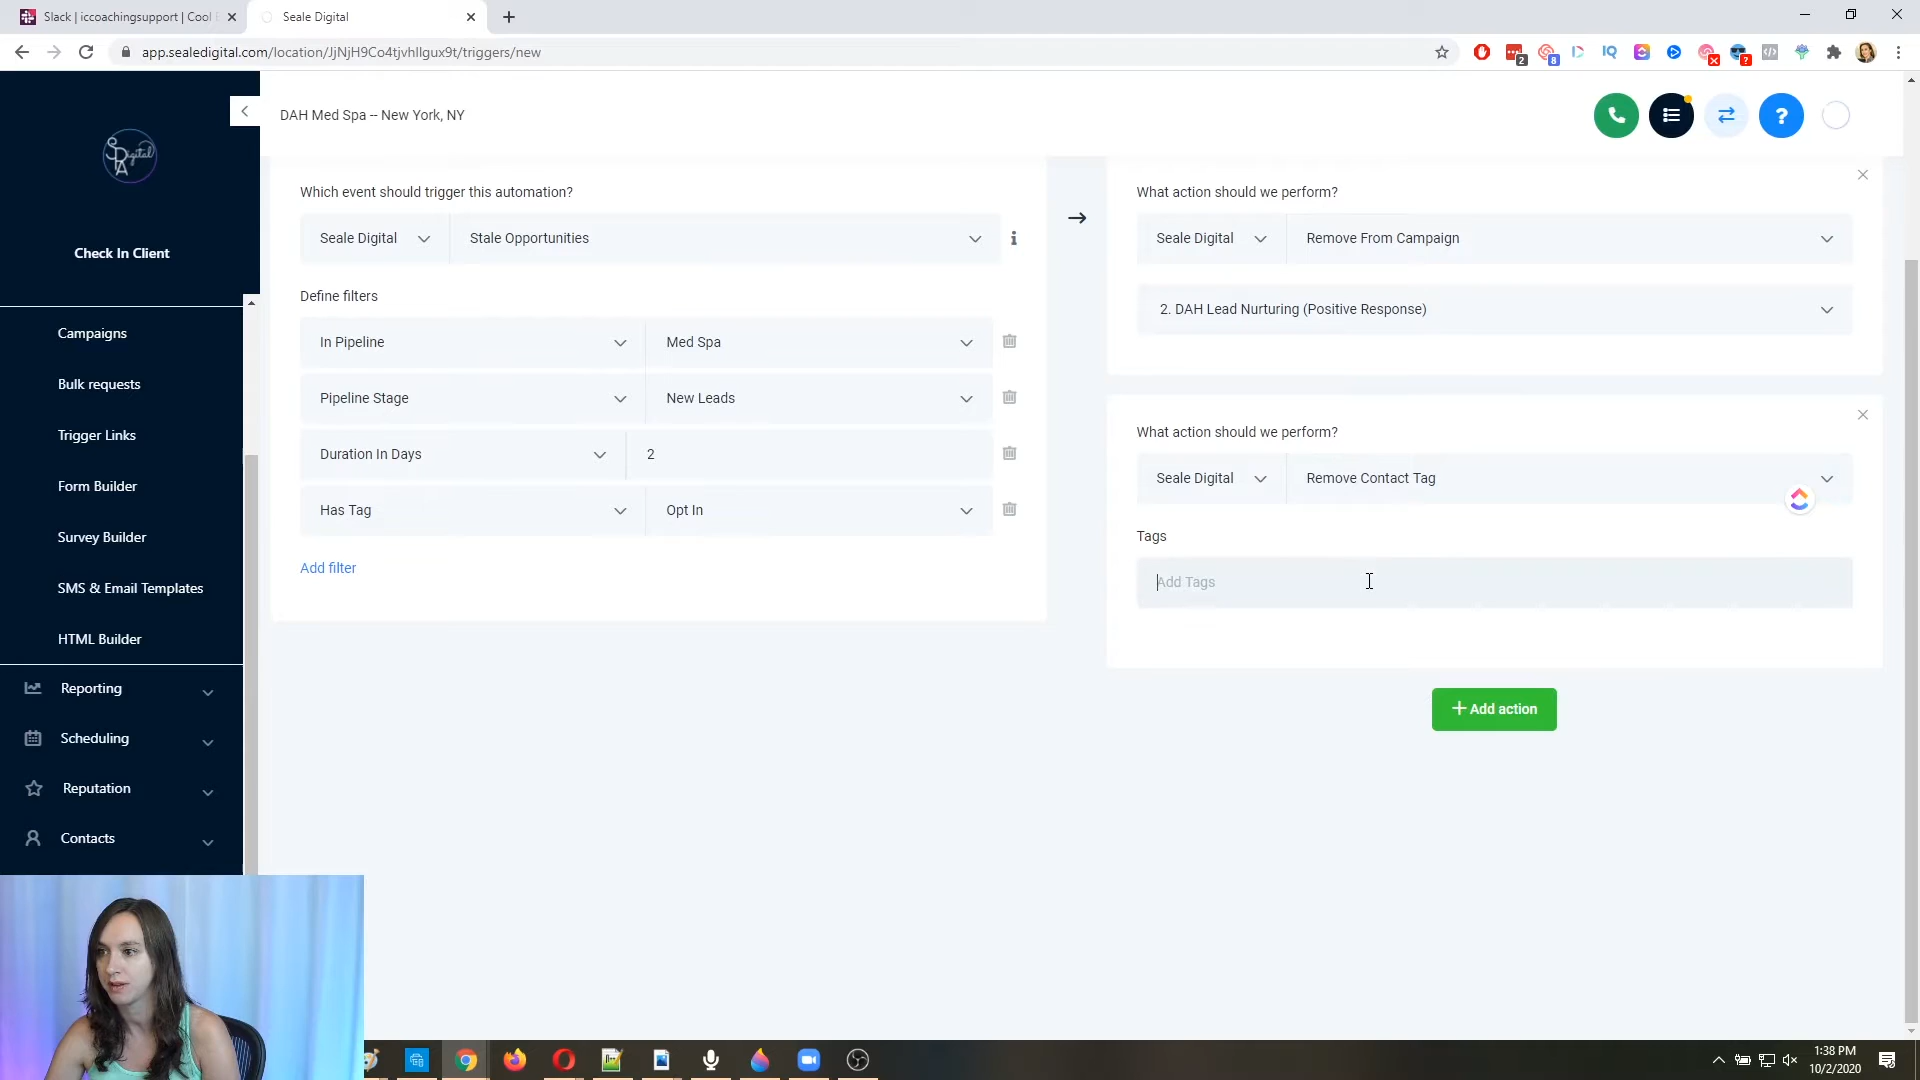 Slack | iccoachingsupport | Cool
Seale Digital
app.sealedigital.com/location/JjNjH9Co4tjvhIlgux9t/triggers/new
2
8
IQ
?
DAH Med Spa -- New York, NY
?
Check In Client
Campaigns
Bulk requests
Trigger Links
Form Builder
Survey Builder
SMS & Email Templates
HTML Builder
Reporting
Scheduling
Reputation
Contacts
Which event should trigger this automation?
Seale Digital
Stale Opportunities
Define filters
In Pipeline
Med Spa
Pipeline Stage
New Leads
Duration In Days
2
Has Tag
Opt In
Add filter
What action should we perform?
Seale Digital
Remove From Campaign
2. DAH Lead Nurturing (Positive Response)
What action should we perform?
Seale Digital
Remove Contact Tag
Tags
Add Tags
+ Add action
1:38 PM
10/2/2020